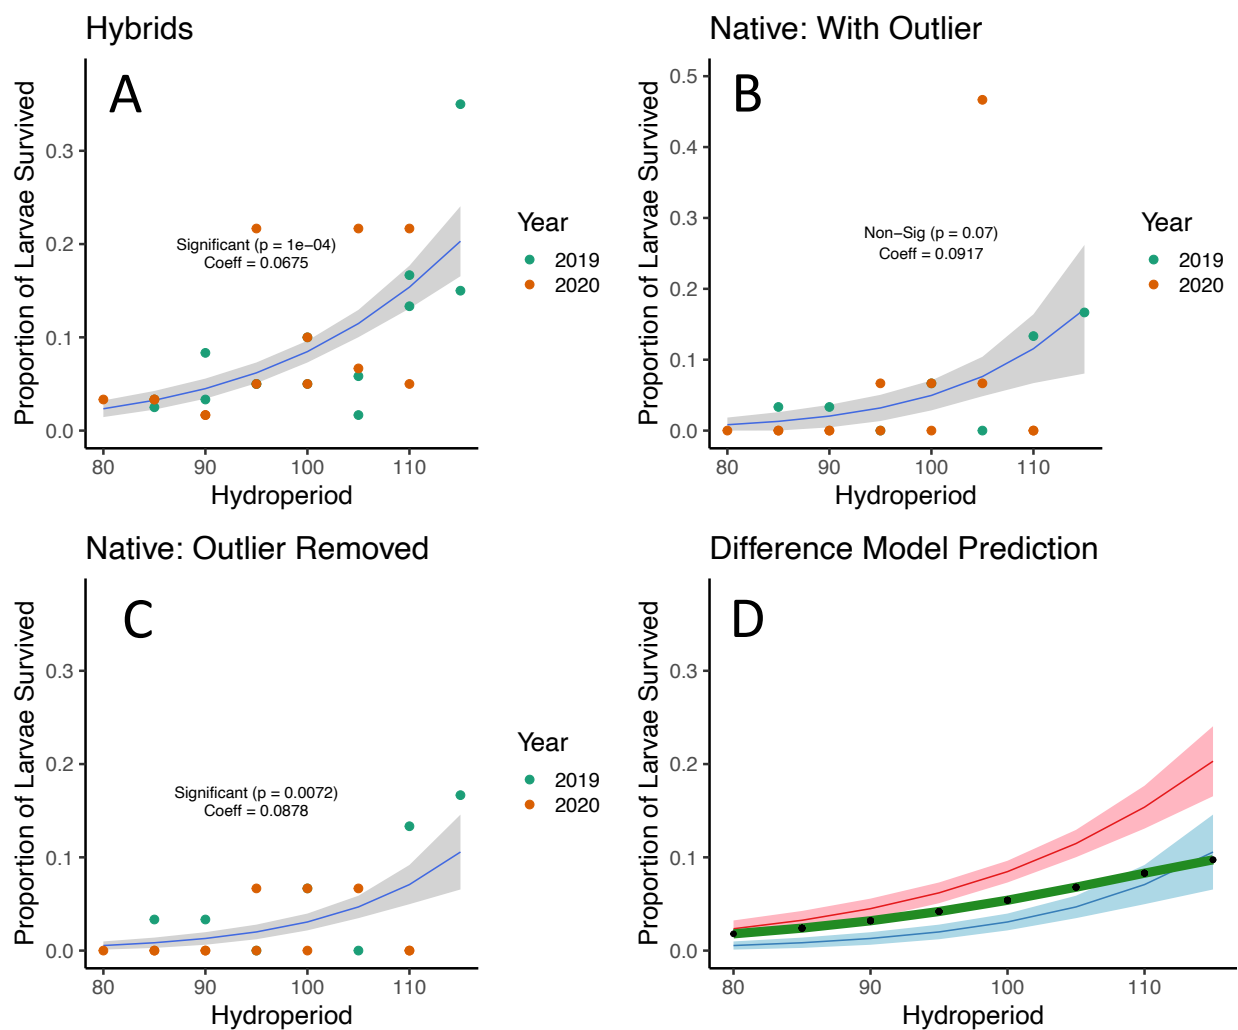 Hybrids
A
Proportion of Larvae Survived
0.3
0.2
0.1
0.0
Significant (p = 1e−04)
Coeff = 0.0675
80 90 100 110
Hydroperiod
Year
2019
2020
Native: With Outlier
B
Proportion of Larvae Survived
0.5
0.4
0.3
0.2
0.1
0.0
Non−Sig (p = 0.07)
Coeff = 0.0917
80 90 100 110
Hydroperiod
Year
2019
2020
Native: Outlier Removed
C
Proportion of Larvae Survived
0.3
0.2
0.1
0.0
Significant (p = 0.0072)
Coeff = 0.0878
80 90 100 110
Hydroperiod
Year
2019
2020
Difference Model Prediction
D
Proportion of Larvae Survived
0.3
0.2
0.1
0.0
80 90 100 110
Hydroperiod